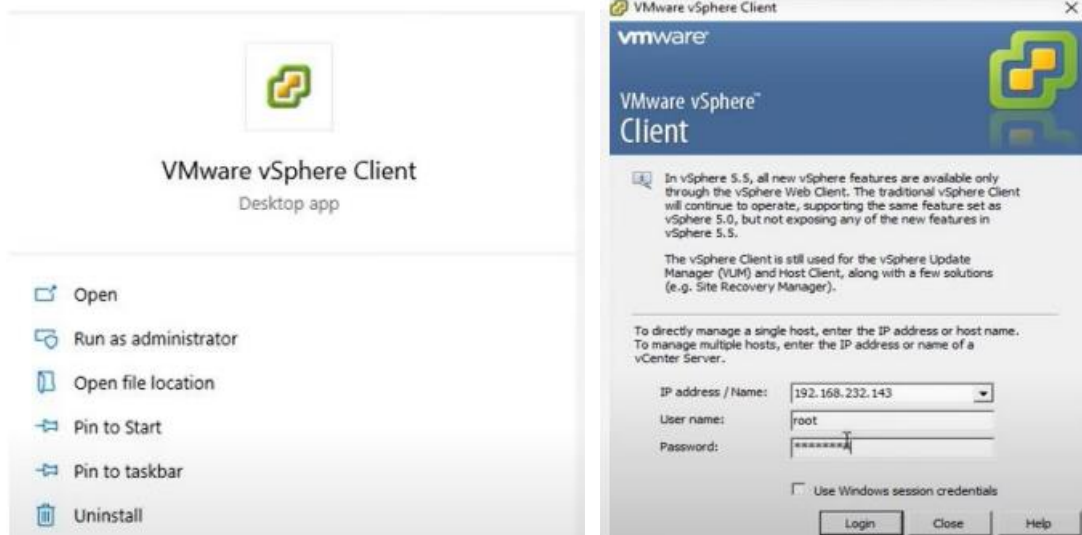 VMware vSphere Client
Desktop app
Open
Run as administrator
Open file location
Pin to Start
Pin to taskbar
Uninstall
VMware vSphere Client
vmware
VMware vSphere™
Client
In vSphere 5.5, all new vSphere features are available only
through the vSphere Web Client. The traditional vSphere Client
will continue to operate, supporting the same feature set as
vSphere 5.0, but not exposing any of the new features in
vSphere 5.5.
The vSphere Client is still used for the vSphere Update
Manager (VUM) and Host Client, along with a few solutions
(e.g. Site Recovery Manager).
To directly manage a single host, enter the IP address or host name.
To manage multiple hosts, enter the IP address or name of a
vCenter Server.
IP address / Name: 192.168.232.143
User name: root
Password: ********
Use Windows session credentials
Login Close Help